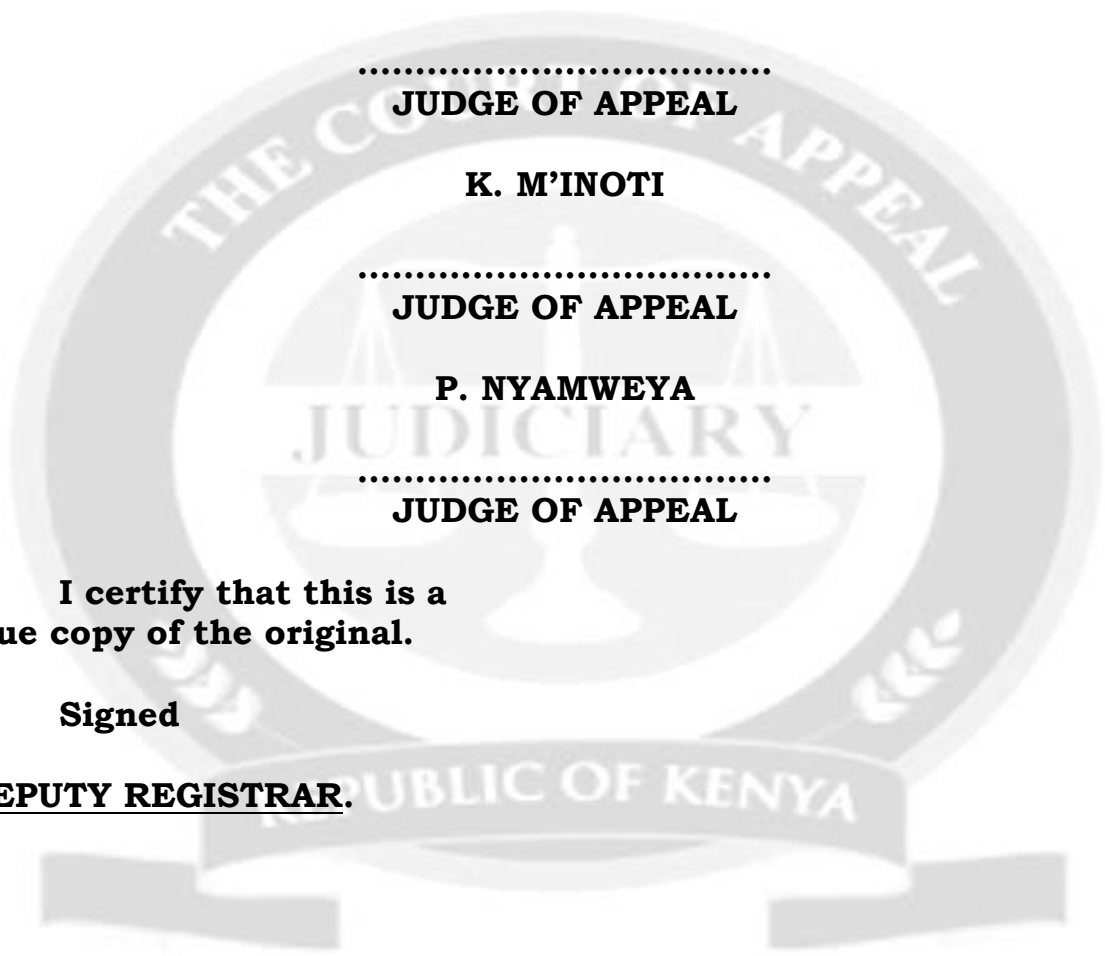 ....................................
JUDGE OF APPEAL
K. M’INOTI
....................................
JUDGE OF APPEAL
P. NYAMWEYA
....................................
JUDGE OF APPEAL
I certify that this is a
ue copy of the original.
Signed
EPUTY REGISTRAR.
THE COURT OF APPEAL
JUDICIARY
REPUBLIC OF KENYA